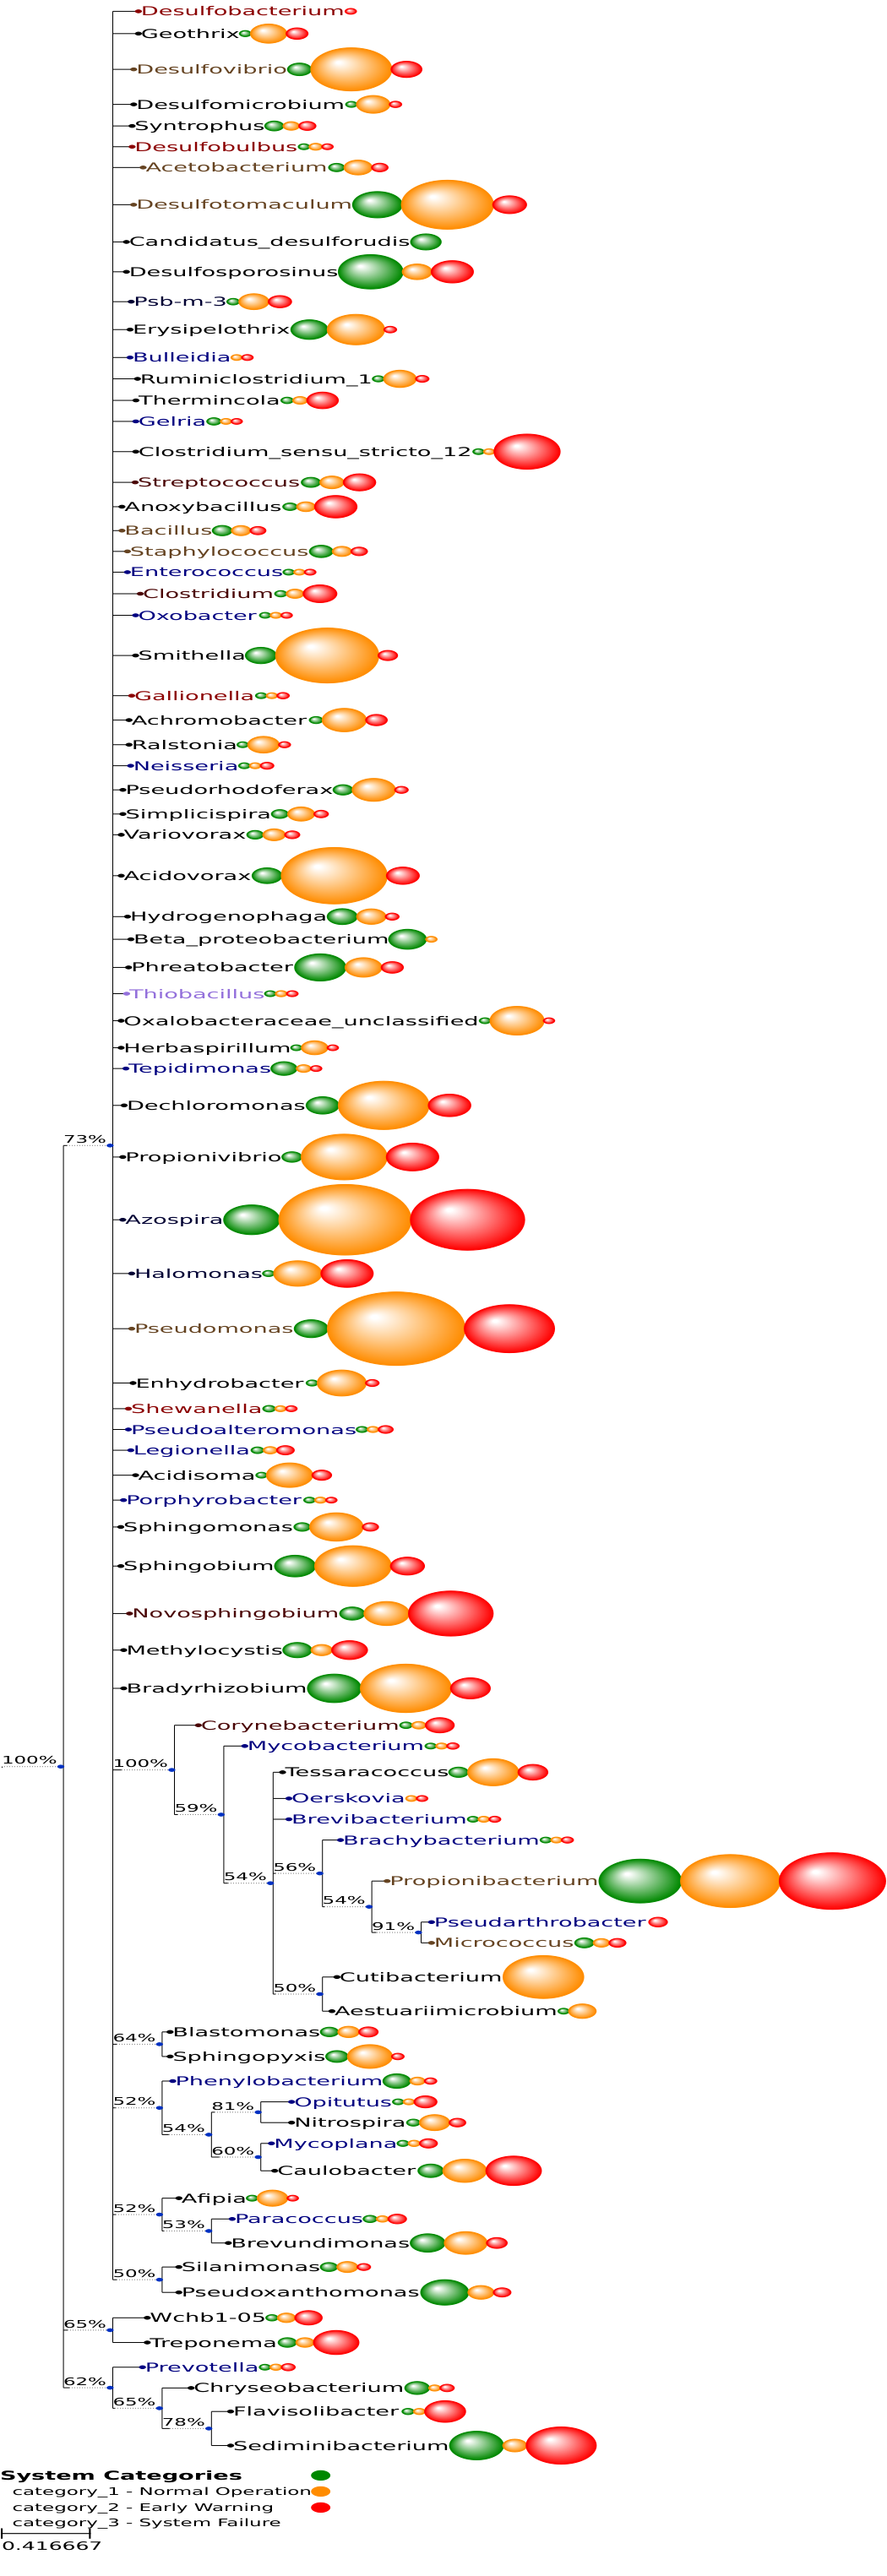 Desulfobacterium
Geothrix
Desulfovibrio
Desulfomicrobium
Syntrophus
Desulfobulbus
Acetobacterium
Desulfotomaculum
Candidatus_desulforudis
Desulfosporosinus
Psb-m-3
Erysipelothrix
Bulleidia
Ruminiclostridium_1
Thermincola
Gelria
Clostridium_sensu_stricto_12
Streptococcus
Anoxybacillus
Bacillus
Staphylococcus
Enterococcus
Clostridium
Oxobacter
Smithella
Gallionella
Achromobacter
Ralstonia
Neisseria
Pseudorhodoferax
Simplicispira
Variovorax
Acidovorax
Hydrogenophaga
Beta_proteobacterium
Phreatobacter
Thiobacillus
Oxalobacteraceae_unclassified
Herbaspirillum
Tepidimonas
Dechloromonas
73%
Propionivibrio
Azospira
Halomonas
Pseudomonas
Enhydrobacter
Shewanella
Pseudoalteromonas
Legionella
Acidisoma
Porphyrobacter
Sphingomonas
Sphingobium
Novosphingobium
Methylocystis
Bradyrhizobium
Corynebacterium
Mycobacterium
100%
100%
Tessaracoccus
Oerskovia
59%
Brevibacterium
Brachybacterium
56%
54%
Propionibacterium
54%
Pseudarthrobacter
91%
Micrococcus
Cutibacterium
50%
Aestuariimicrobium
Blastomonas
64%
Sphingopyxis
Phenylobacterium
52%
Opitutus
81%
Nitrospira
54%
Mycoplana
60%
Caulobacter
Afipia
52%
Paracoccus
53%
Brevundimonas
Silanimonas
50%
Pseudoxanthomonas
Wchb1-05
65%
Treponema
Prevotella
62%
Chryseobacterium
65%
Flavisolibacter
78%
Sediminibacterium
System Categories
category_1 - Normal Operation
category_2 - Early Warning
category_3 - System Failure
0.416667